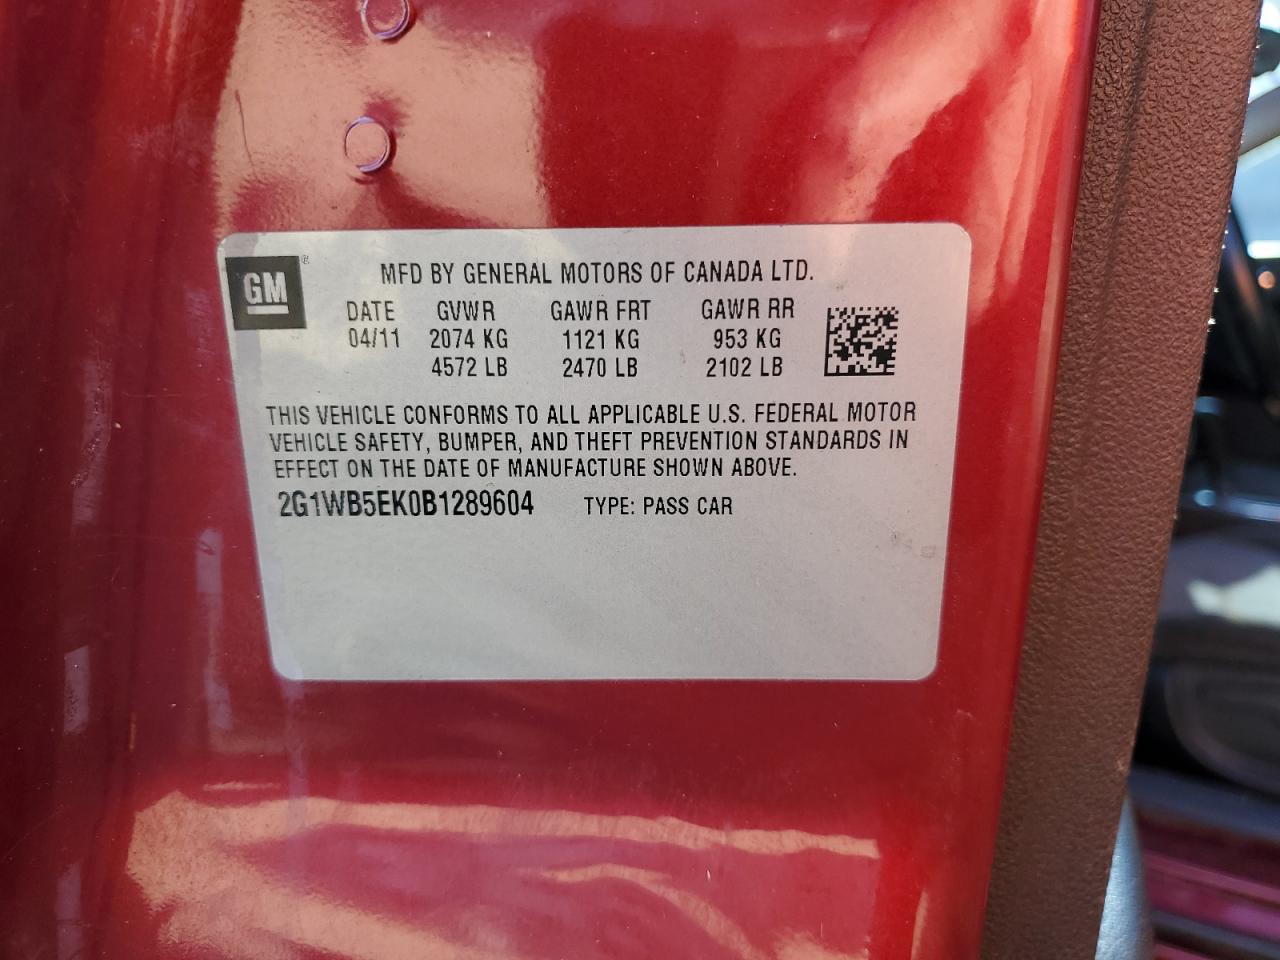 GM
MFD BY GENERAL MOTORS OF CANADA LTD.
DATE GVWR GAWR FRT GAWR RR
04/11 2074 KG 1121 KG 953 KG
4572 LB 2470 LB 2102 LB
THIS VEHICLE CONFORMS TO ALL APPLICABLE U.S. FEDERAL MOTOR
VEHICLE SAFETY, BUMPER, AND THEFT PREVENTION STANDARDS IN
EFFECT ON THE DATE OF MANUFACTURE SHOWN ABOVE.
2G1WB5EK0B1289604 TYPE: PASS CAR